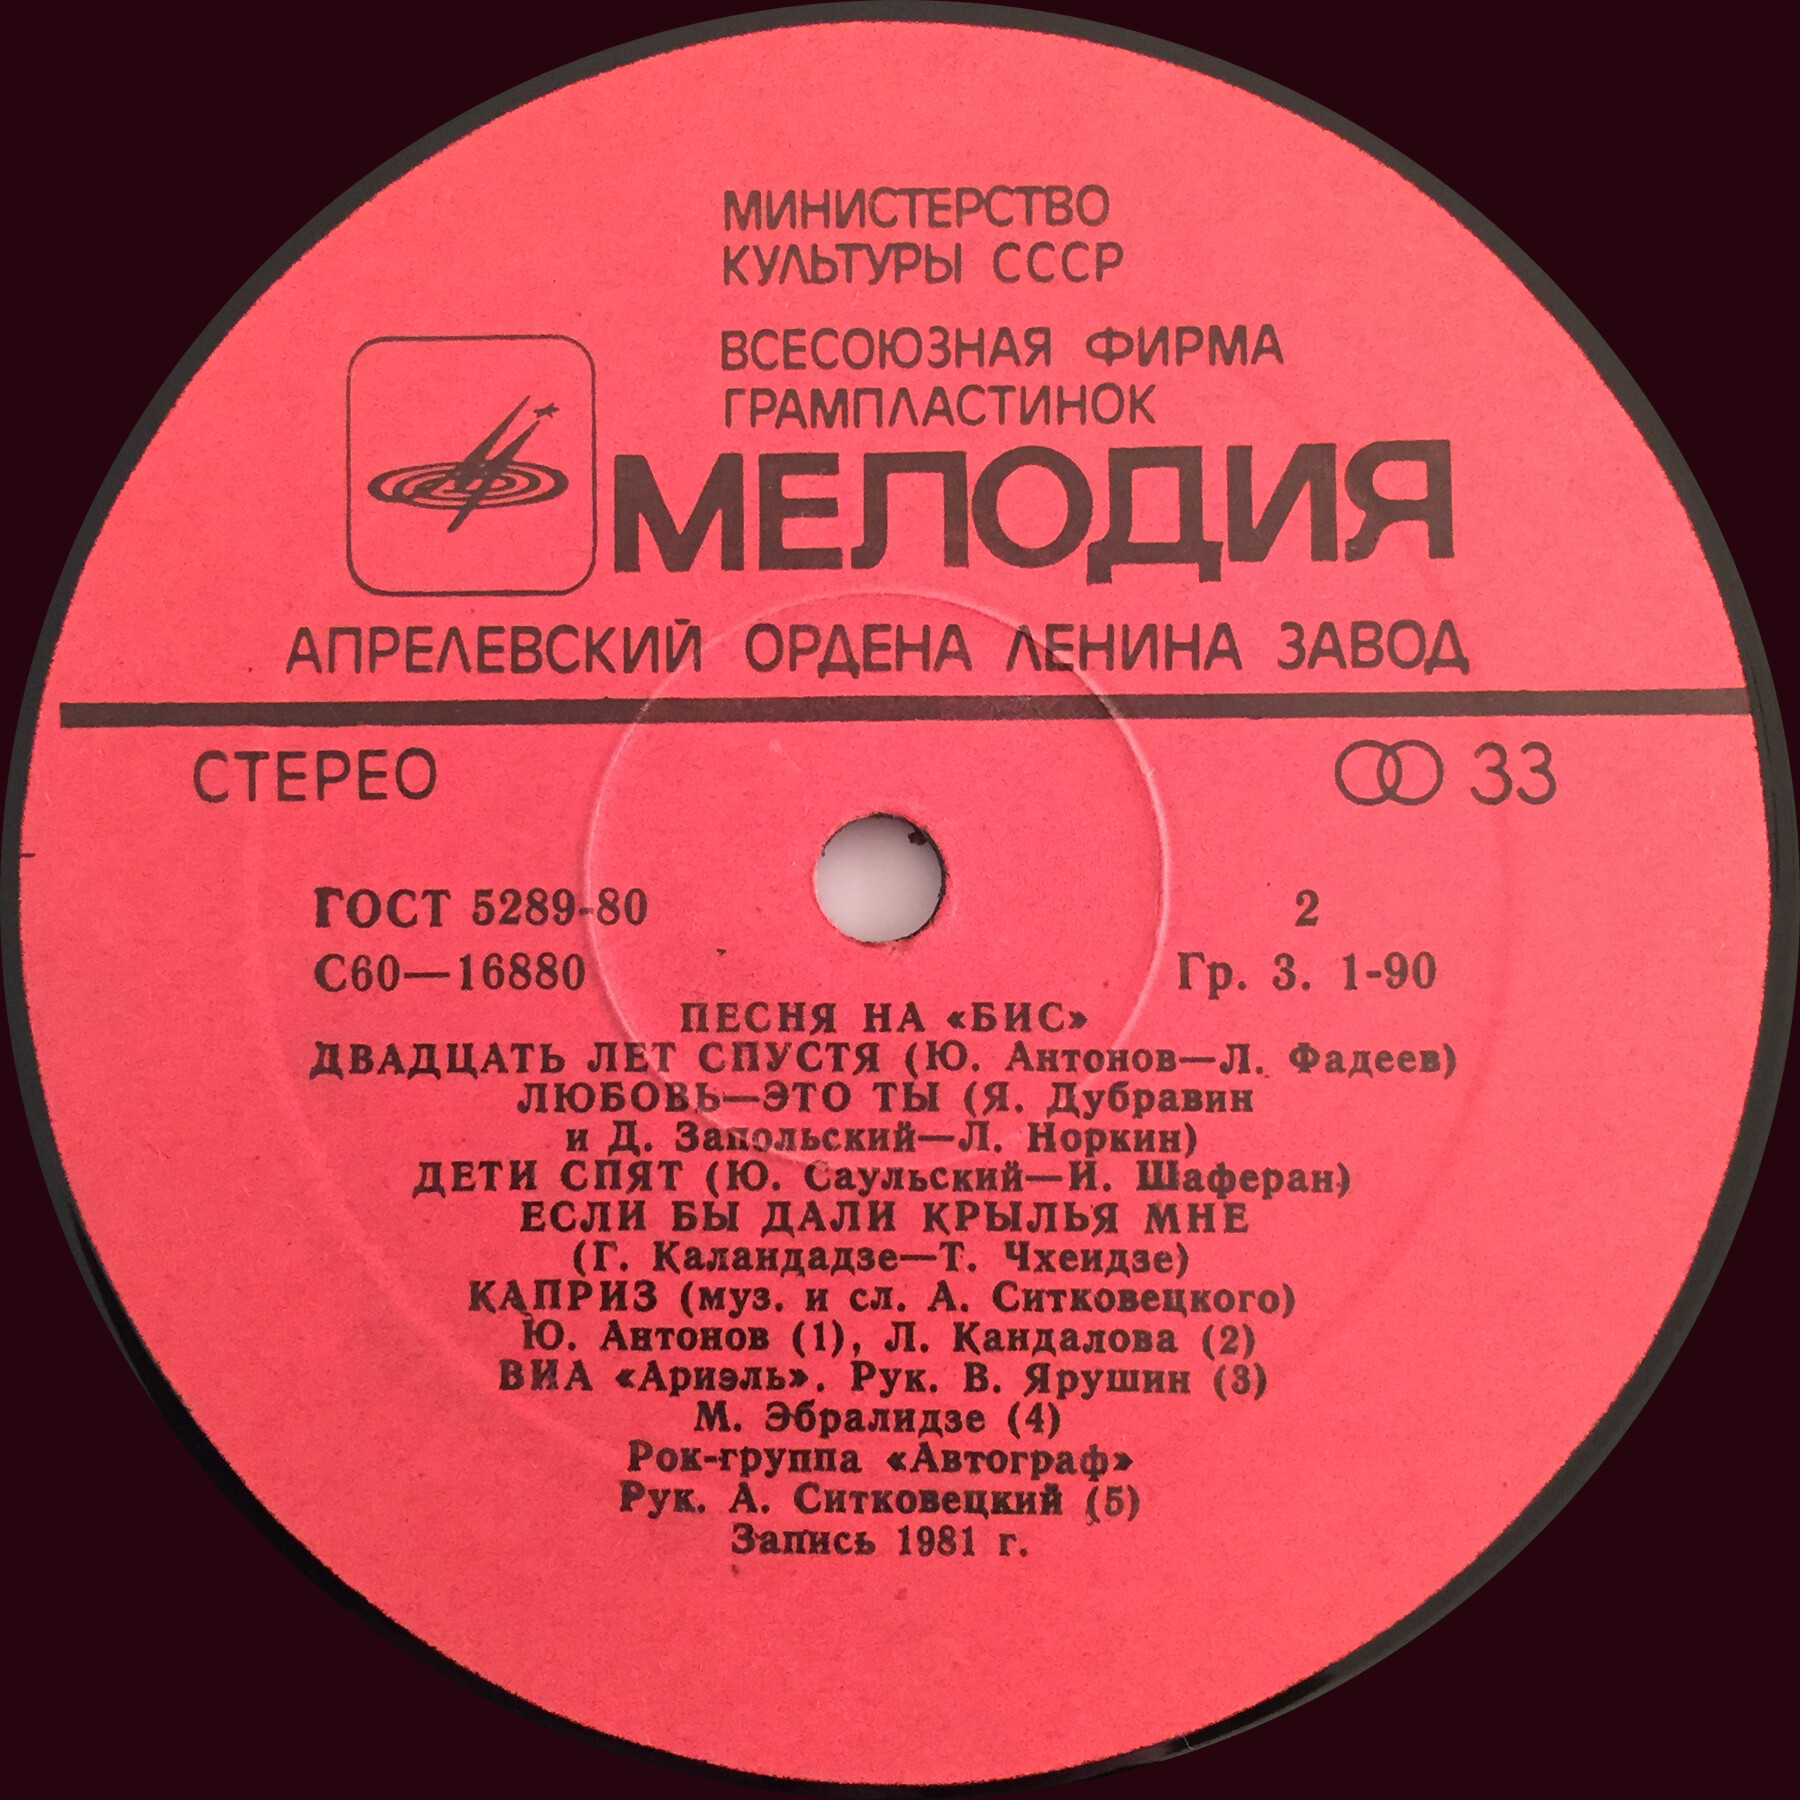 МИНИСТЕРСТВО
КУЛЬТУРЫ СССР
ВСЕСОЮЗНАЯ ФИРМА
ГРАМПЛАСТИНОК
МЕЛОДИЯ
АПРЕЛЕВСКИЙ ОРДЕНА ЛЕНИНА ЗАВОД
СТЕРЕО 33
ГОСТ 5289-80 2
С60—16880 Гр. 3. 1-90
ПЕСНЯ НА «БИС»
ДВАДЦАТЬ ЛЕТ СПУСТЯ (Ю. Антонов—Л. Фадеев)
ЛЮБОВЬ—ЭТО ТЫ (Я. Дубравин
и Д. Запольский—Л. Норкин)
ДЕТИ СПЯТ (Ю. Саульский—И. Шаферан)
ЕСЛИ БЫ ДАЛИ КРЫЛЬЯ МНЕ
(Г. Каландадзе—Т. Чхеидзе)
КАПРИЗ (муз. и сл. А. Ситковецкого)
Ю. Антонов (1), Л. Кандалова (2)
ВИА «Ариэль». Рук. В. Ярушин (3)
М. Эбралидзе (4)
Рок-группа «Автограф»
Рук. А. Ситковецкий (5)
Запись 1981 г.